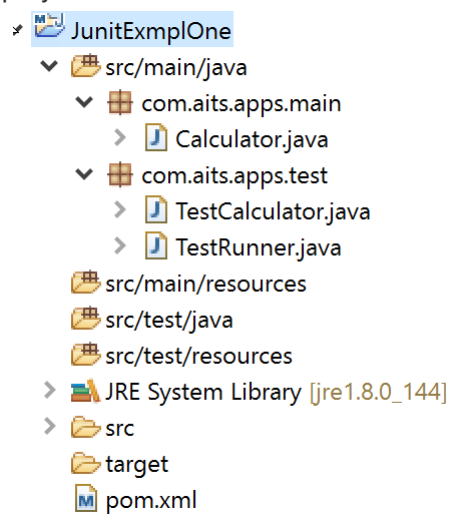 JunitExmplOne
src/main/java
com.aits.apps.main
Calculator.java
com.aits.apps.test
TestCalculator.java
TestRunner.java
src/main/resources
src/test/java
src/test/resources
JRE System Library [jre1.8.0_144]
src
target
pom.xml